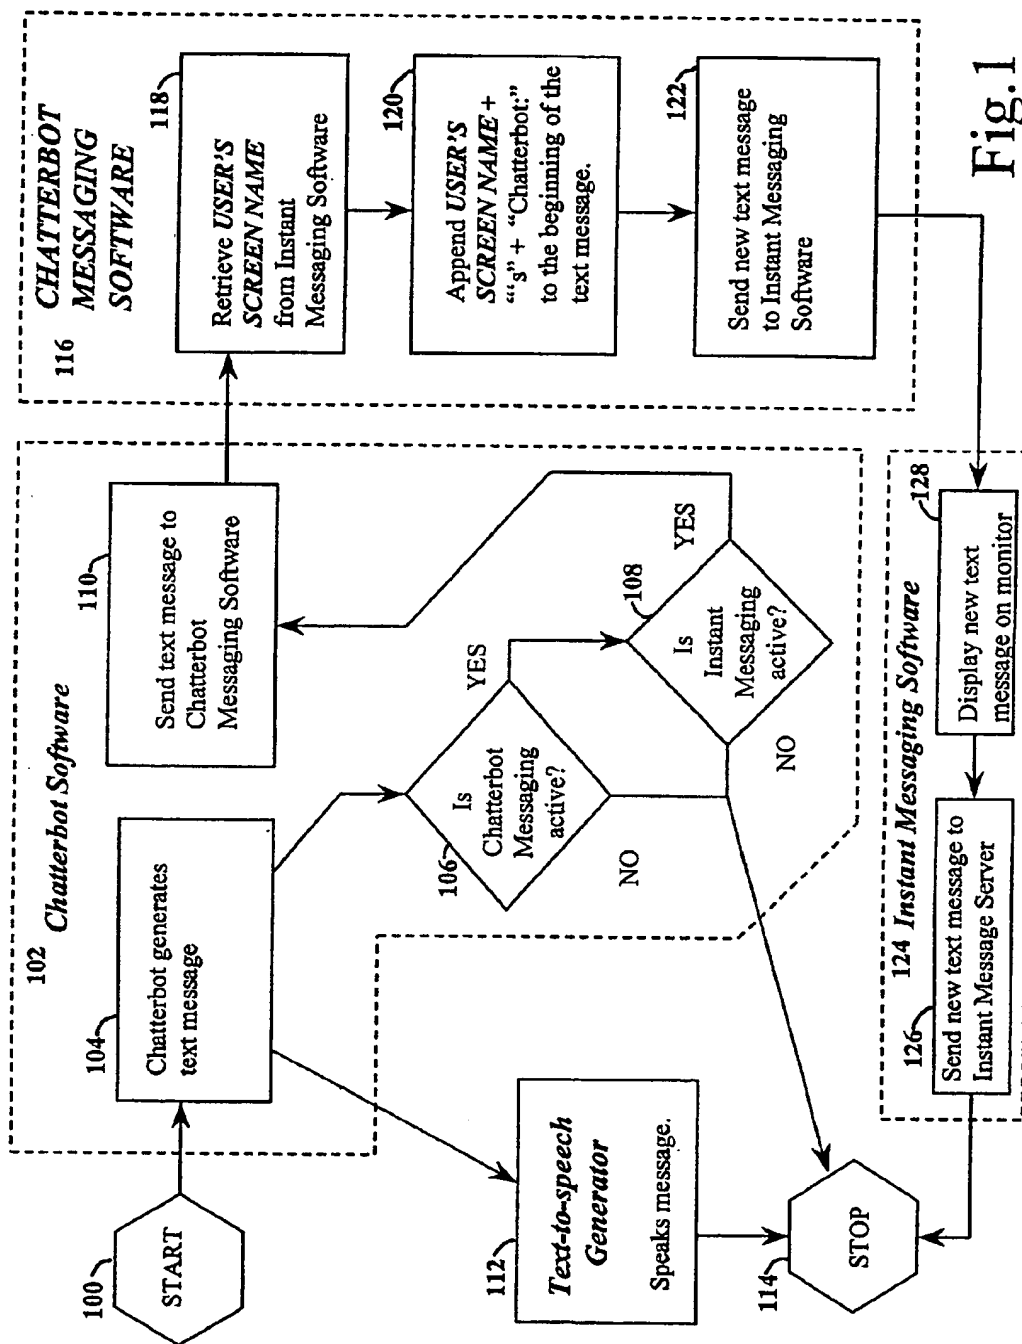 100
START
102
Chatterbot Software
104
Chatterbot generates
text message
106
Is
Chatterbot
Messaging
active?
YES
NO
108
Is
Instant
Messaging
active?
YES
NO
110
Send text message to
Chatterbot
Messaging Software
112
Text-to-speech
Generator
Speaks message.
114
STOP
CHATTERBOT
MESSAGING
SOFTWARE
116
118
Retrieve USER'S
SCREEN NAME
from Instant
Messaging Software
120
Append USER'S
SCREEN NAME +
“‘s” + “Chatterbot:”
to the beginning of the
text message.
122
Send new text message
to Instant Messaging
Software
124 Instant Messaging Software
126
Send new text message to
Instant Message Server
128
Display new text
message on monitor
Fig.1